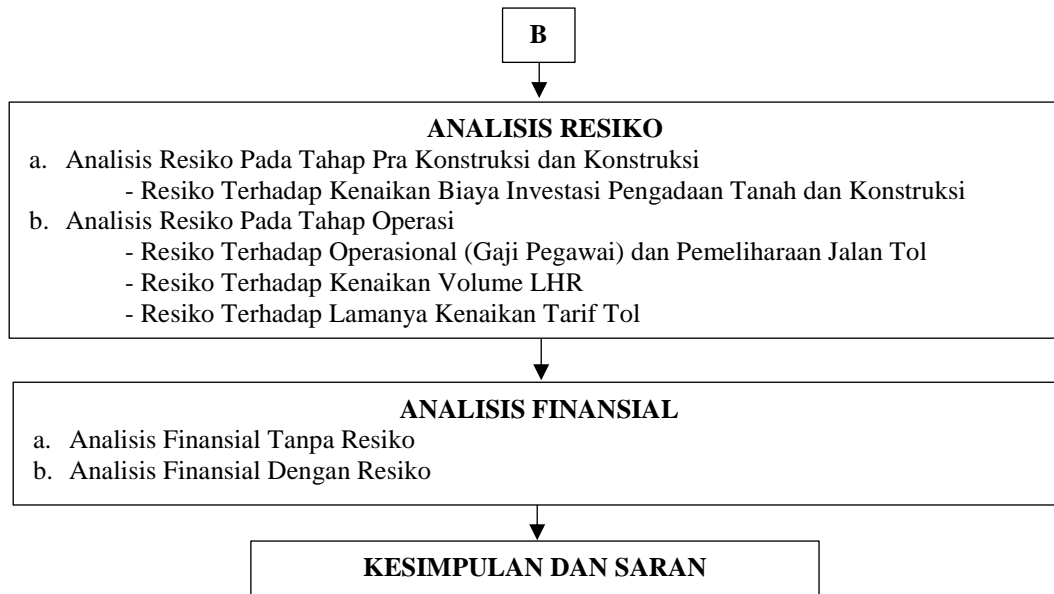 B
ANALISIS RESIKO
a. Analisis Resiko Pada Tahap Pra Konstruksi dan Konstruksi
- Resiko Terhadap Kenaikan Biaya Investasi Pengadaan Tanah dan Konstruksi
b. Analisis Resiko Pada Tahap Operasi
- Resiko Terhadap Operasional (Gaji Pegawai) dan Pemeliharaan Jalan Tol
- Resiko Terhadap Kenaikan Volume LHR
- Resiko Terhadap Lamanya Kenaikan Tarif Tol
ANALISIS FINANSIAL
a. Analisis Finansial Tanpa Resiko
b. Analisis Finansial Dengan Resiko
KESIMPULAN DAN SARAN